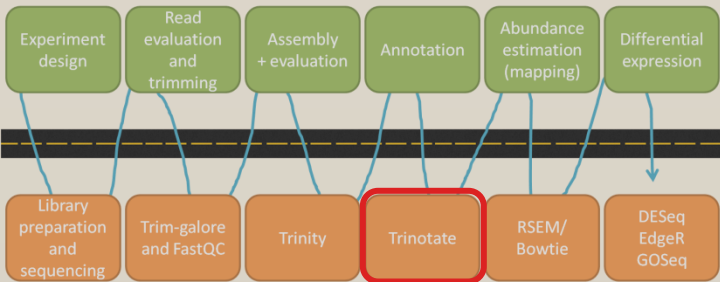 Experiment
design
Read
evaluation
and
trimming
Assembly
+ evaluation
Annotation
Abundance
estimation
(mapping)
Differential
expression
Library
preparation
and
sequencing
Trim-galore
and FastQC
Trinity
Trinotate
RSEM/
Bowtie
DESeq
EdgeR
GOSeq